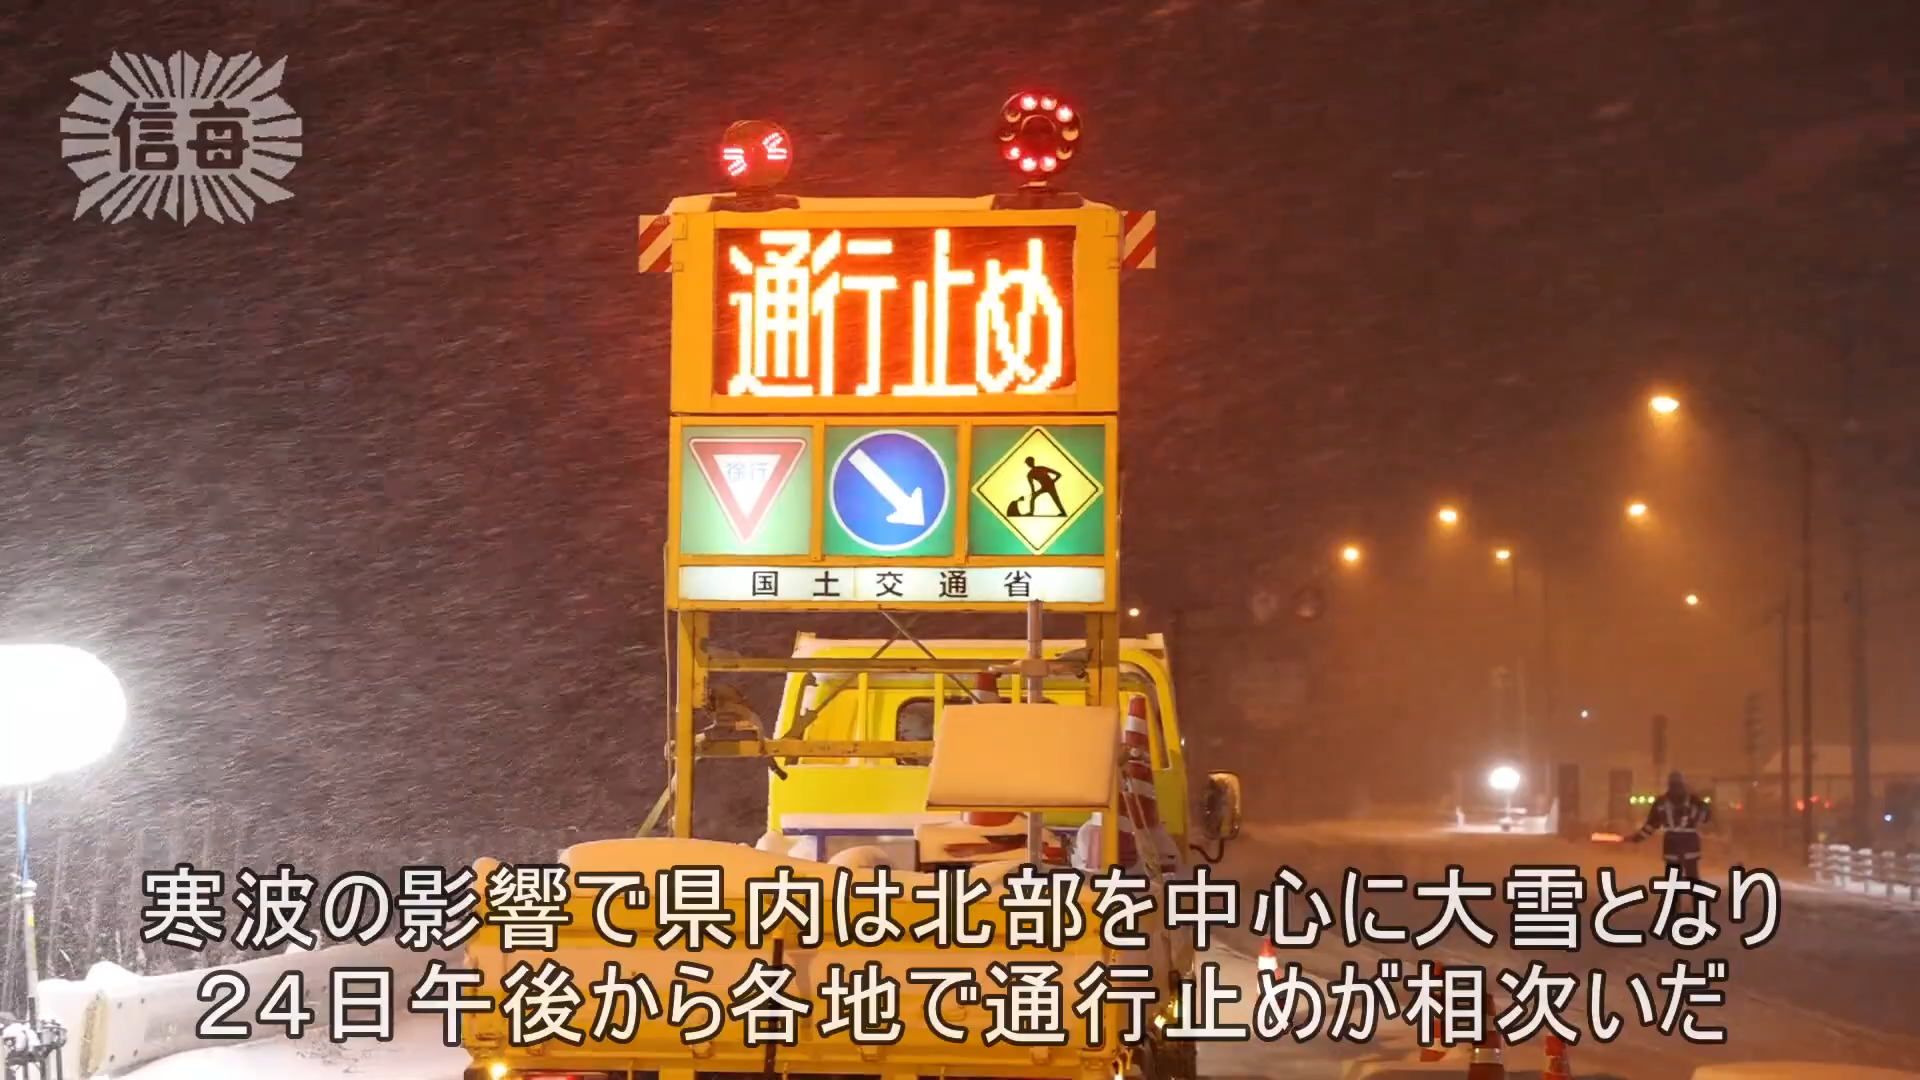 信毎
通行止め
徐行
国土交通省
寒波の影響で県内は北部を中心に大雪となり
24日午後から各地で通行止めが相次いだ